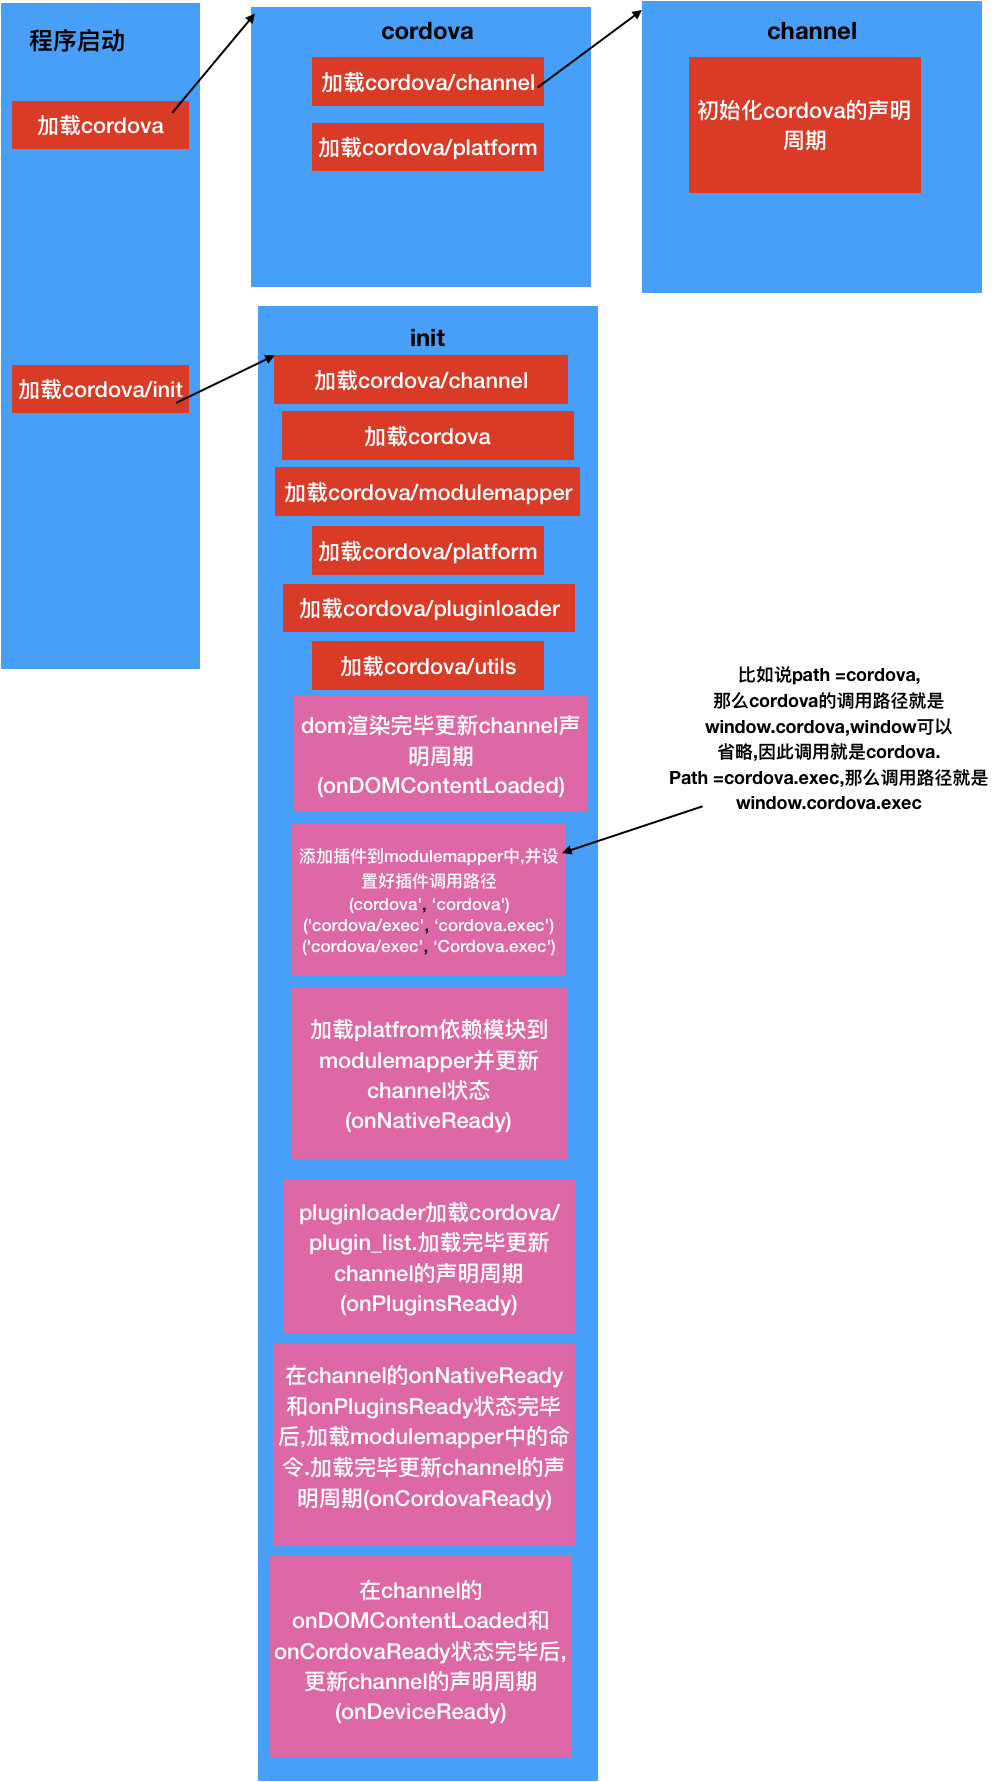 程序启动
加载cordova
加载cordova/init
cordova
加载cordova/channel
加载cordova/platform
channel
初始化cordova的声明
周期
init
加载cordova/channel
加载cordova
加载cordova/modulemapper
加载cordova/platform
加载cordova/pluginloader
加载cordova/utils
dom渲染完毕更新channel声
明周期
(onDOMContentLoaded)
添加插件到modulemapper中,并设
置好插件调用路径
(cordova', ‘cordova')
('cordova/exec', ‘cordova.exec')
('cordova/exec', ‘Cordova.exec')
比如说path =cordova,
那么cordova的调用路径就是
window.cordova,window可以
省略,因此调用就是cordova.
Path =cordova.exec,那么调用路径就是
window.cordova.exec
加载platfrom依赖模块到
modulemapper并更新
channel状态
(onNativeReady)
pluginloader加载cordova/
plugin_list.加载完毕更新
channel的声明周期
(onPluginsReady)
在channel的onNativeReady
和onPluginsReady状态完毕
后,加载modulemapper中的命
令.加载完毕更新channel的声
明周期(onCordovaReady)
在channel的
onDOMContentLoaded和
onCordovaReady状态完毕后,
更新channel的声明周期
(onDeviceReady)